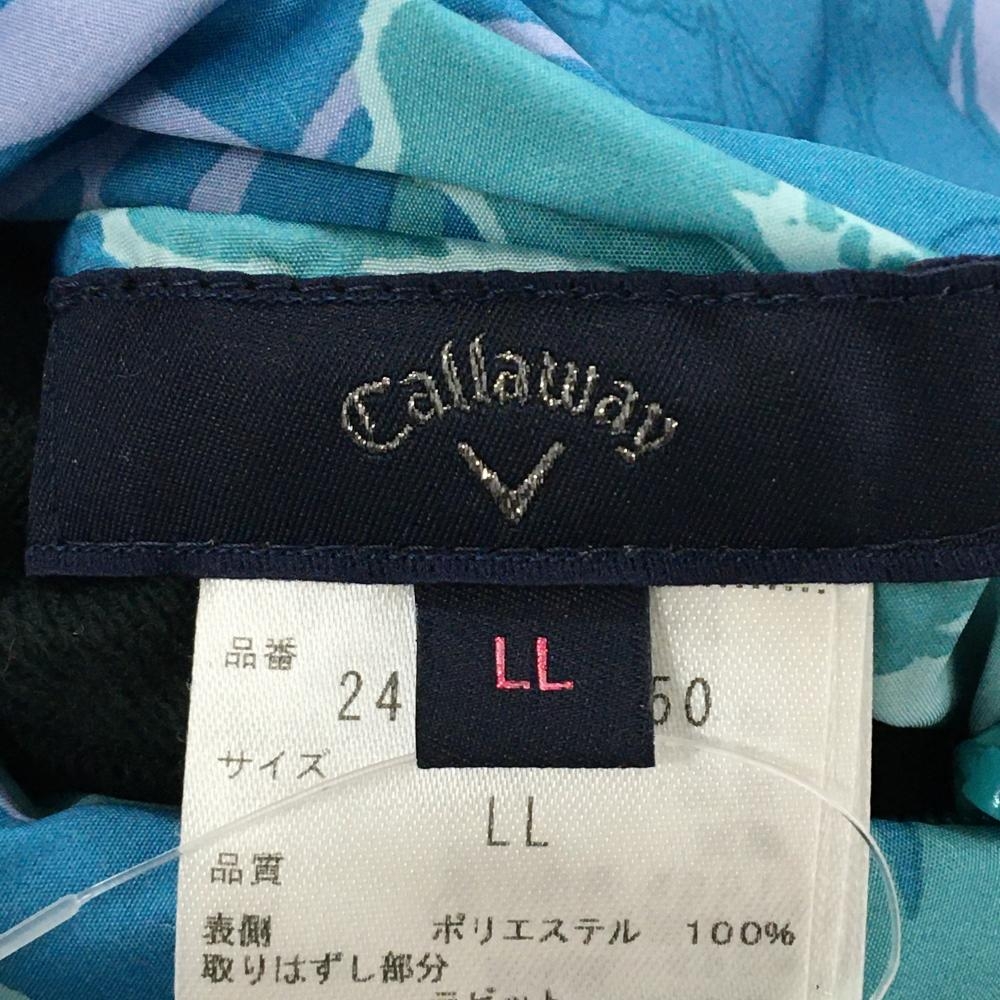 Callaway
LL
品番
24 60
サイズ
LL
品質
表側 ポリエステル 100%
取りはずし部分